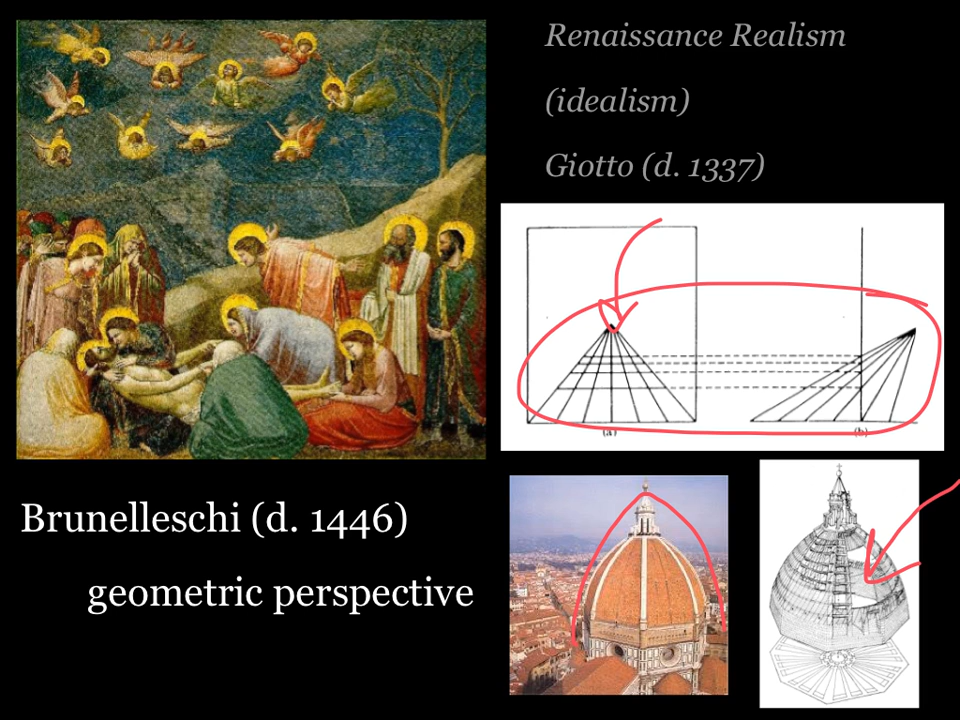 Renaissance Realism
(idealism)
Giotto (d. 1337)
(a)
(b)
Brunelleschi (d. 1446)
geometric perspective